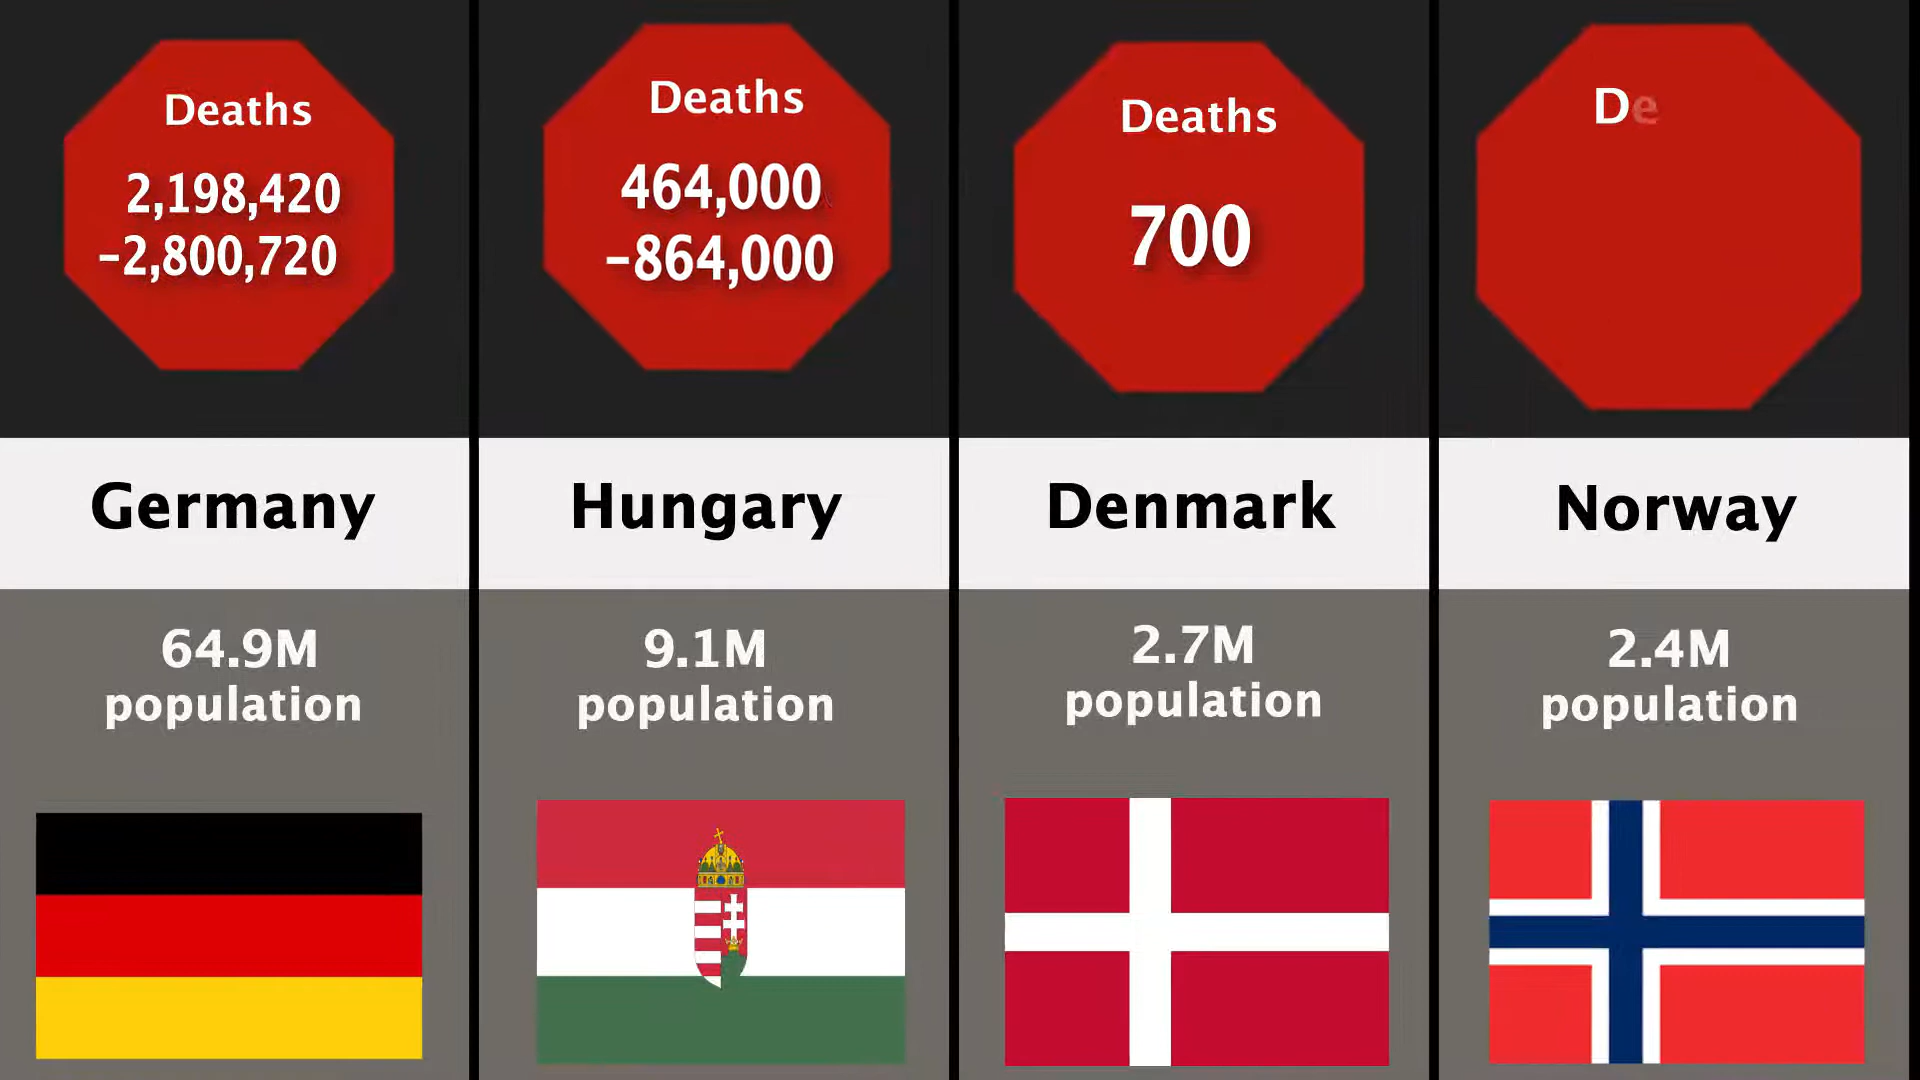 Deaths
2,198,420
-2,800,720
Germany
64.9M
population
Deaths
464,000
-864,000
Hungary
9.1M
population
Deaths
700
Denmark
2.7M
population
De
Norway
2.4M
population